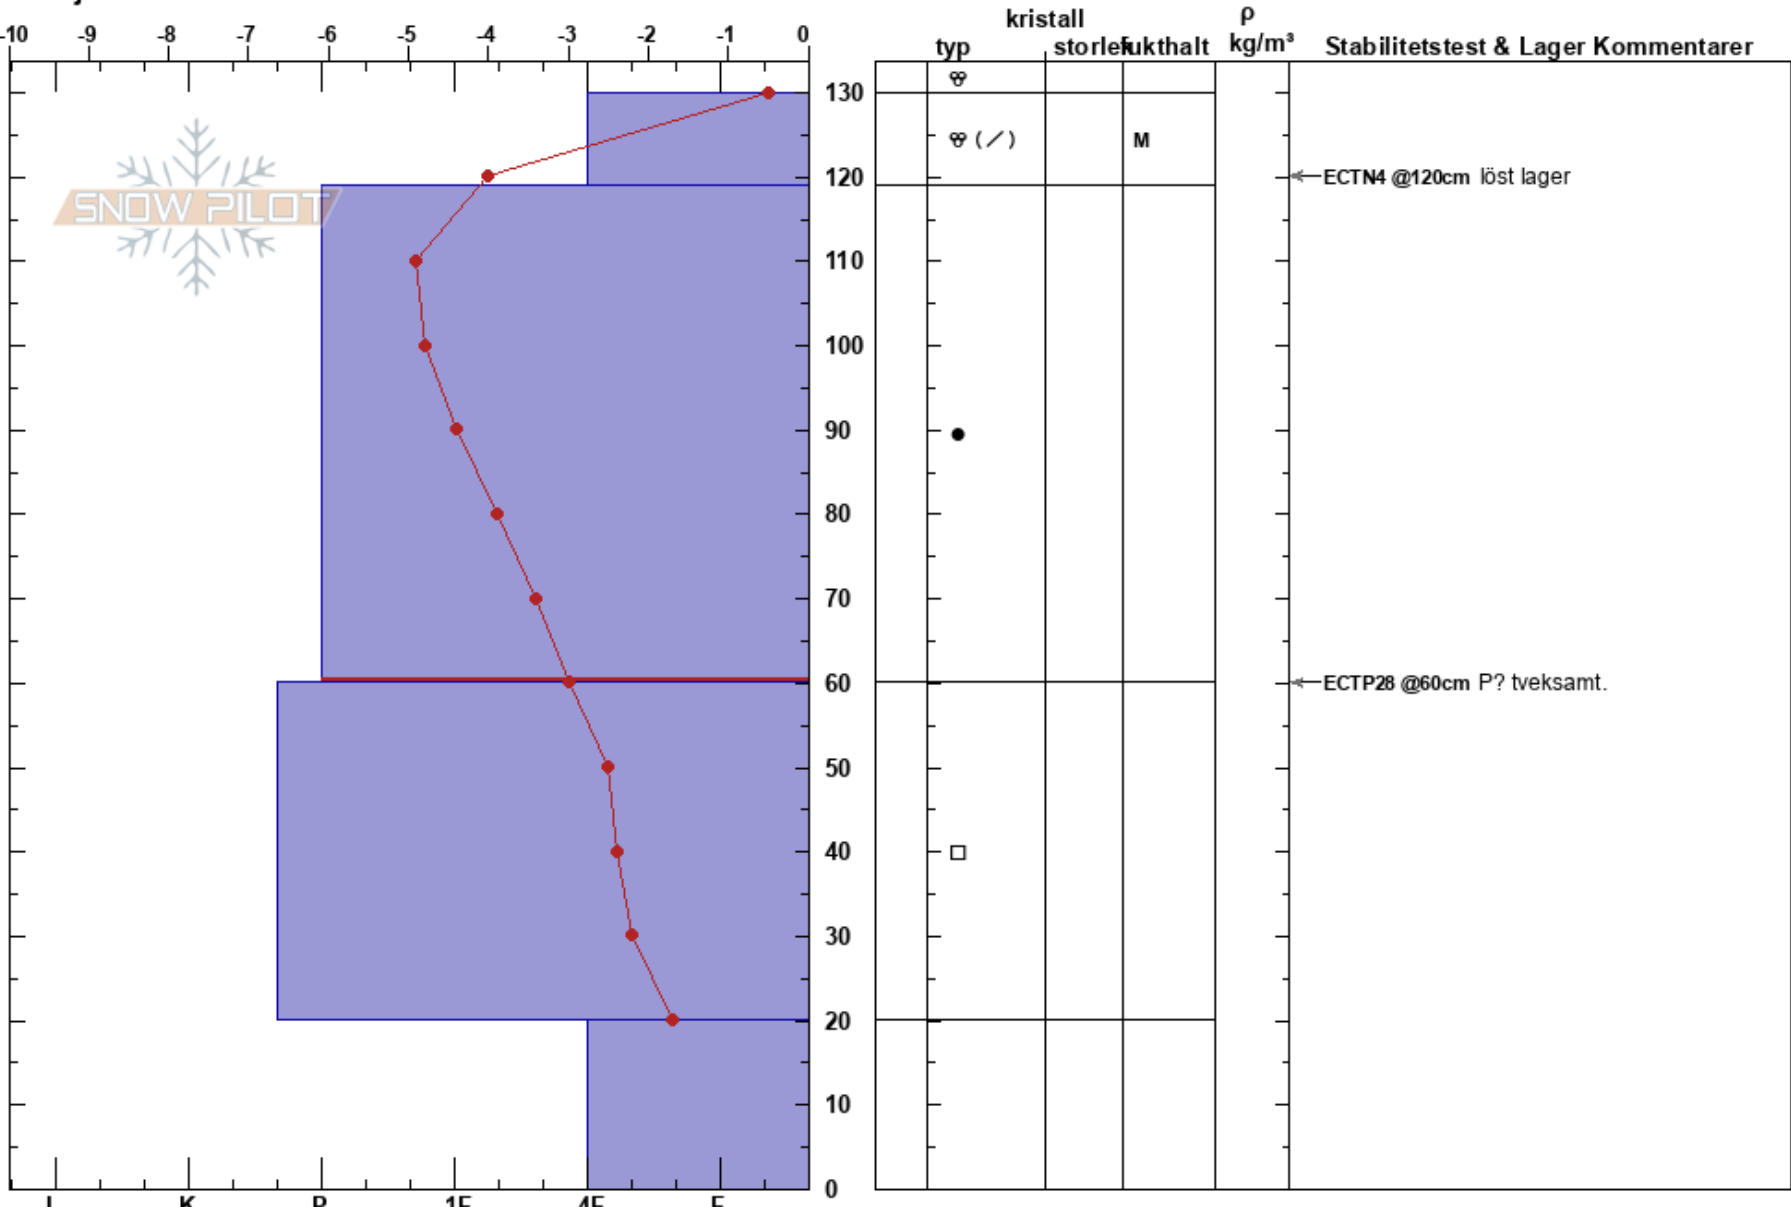 kristall ρ
-10 -9 -8 -7 -6 -5 -4 -3 -2 -1 0 typ storlek fukthalt kg/m³ Stabilitetstest & Lager Kommentarer
130
(/) M
SNOW PILOT
120 ECTN4 @120cm löst lager
110
100
90
80
70
60 ECTP28 @60cm P? tveksamt.
50
40
30
20
10
0
I K P 1F 4F F